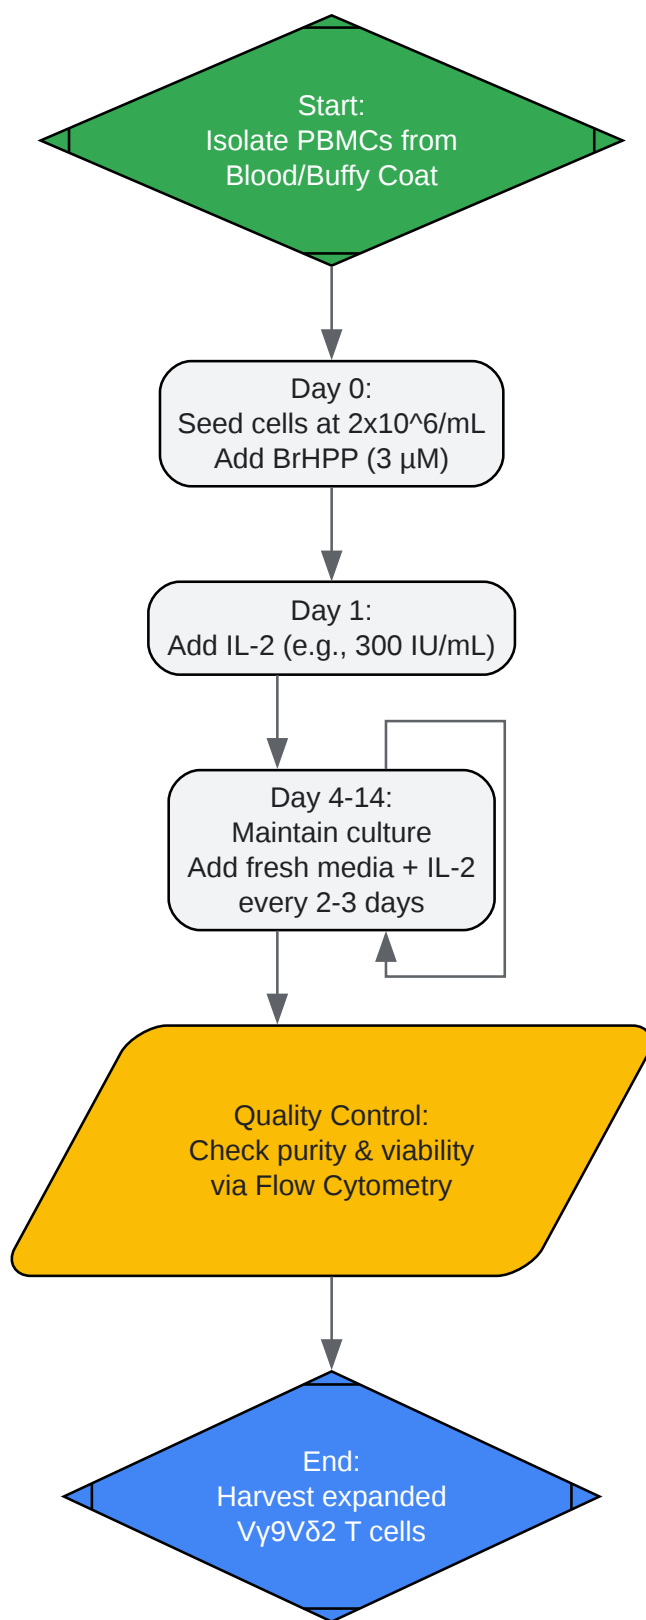 Start:
Isolate PBMCs from
Blood/Buffy Coat
Day 0:
Seed cells at 2x10^6/mL
Add BrHPP (3 µM)
Day 1:
Add IL-2 (e.g., 300 IU/mL)
Day 4-14:
Maintain culture
Add fresh media + IL-2
every 2-3 days
Quality Control:
Check purity & viability
via Flow Cytometry
End:
Harvest expanded
Vγ9Vδ2 T cells